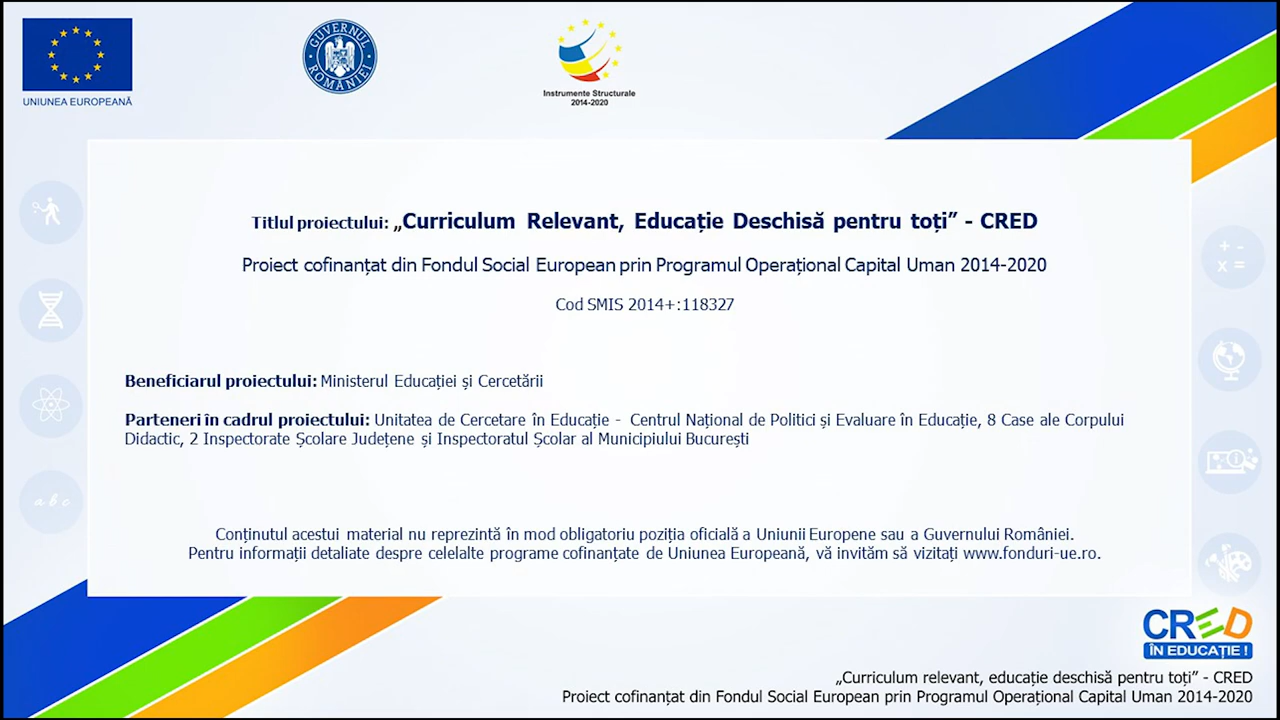 UNIUNEA EUROPEANĂ
GUVERNUL ROMÂNIEI
Instrumente Structurale
2014-2020
Titlul proiectului: „Curriculum Relevant, Educație Deschisă pentru toți” - CRED
Proiect cofinanțat din Fondul Social European prin Programul Operațional Capital Uman 2014-2020
Cod SMIS 2014+:118327
Beneficiarul proiectului: Ministerul Educației și Cercetării
Parteneri în cadrul proiectului: Unitatea de Cercetare în Educație - Centrul Național de Politici și Evaluare în Educație, 8 Case ale Corpului
Didactic, 2 Inspectorate Școlare Județene și Inspectoratul Școlar al Municipiului București
Conținutul acestui material nu reprezintă în mod obligatoriu poziția oficială a Uniunii Europene sau a Guvernului României.
Pentru informații detaliate despre celelalte programe cofinanțate de Uniunea Europeană, vă invităm să vizitați www.fonduri-ue.ro.
+ -
x =
a b c
CRED
ÎN EDUCAȚIE !
„Curriculum relevant, educație deschisă pentru toți” - CRED
Proiect cofinanțat din Fondul Social European prin Programul Operațional Capital Uman 2014-2020